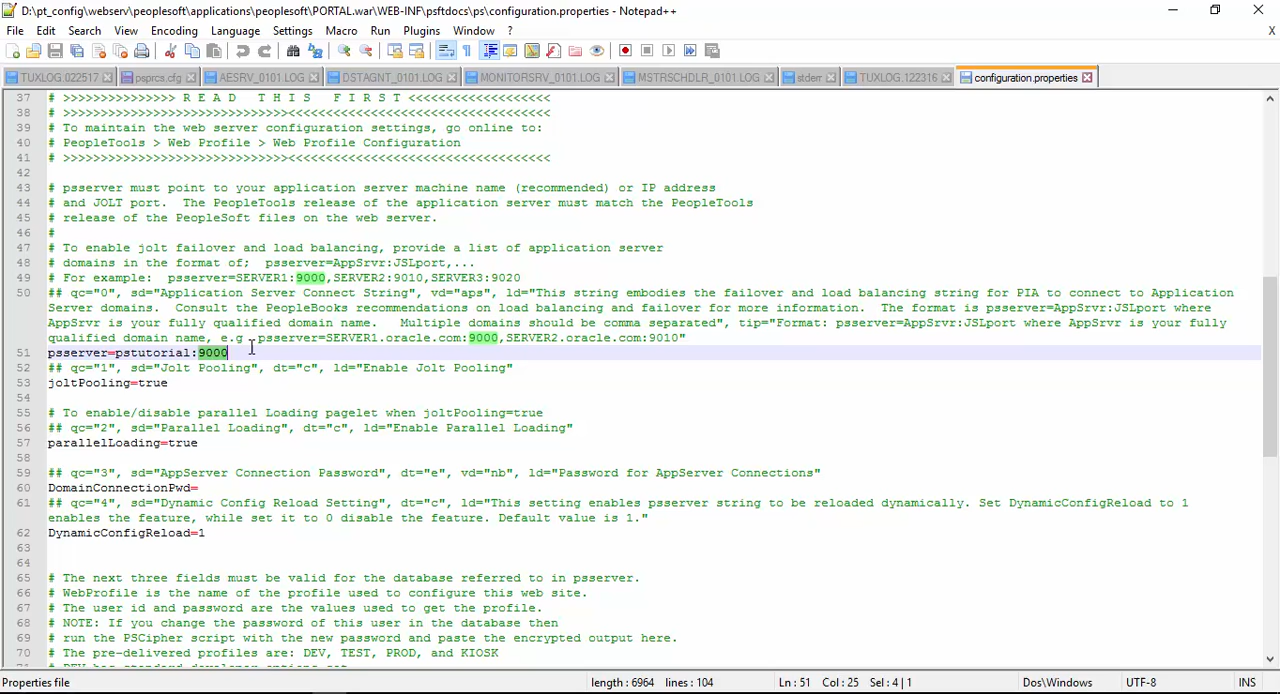 D:\pt_config\webserv\peoplesoft\applications\peoplesoft\PORTAL.war\WEB-INF\psftdocs\ps\configuration.properties - Notepad++
File Edit Search View Encoding Language Settings Macro Run Plugins Window ? X
TUXLOG.022517 psprcs.cfg AESRV_0101.LOG DSTAGNT_0101.LOG MONITORSRV_0101.LOG MSTRSCHDLR_0101.LOG stderr TUXLOG.122316 configuration.properties
37 # >>>>>>>>>>>>>>> R E A D   T H I S   F I R S T <<<<<<<<<<<<<<<<<<<
38 # >>>>>>>>>>>>>>>>>>>>>>>>>>>>>><<<<<<<<<<<<<<<<<<<<<<<<<<<<<<<<<<<
39 # To maintain the web server configuration settings, go online to:
40 # PeopleTools > Web Profile > Web Profile Configuration
41 # >>>>>>>>>>>>>>>>>>>>>>>>>>>>>><<<<<<<<<<<<<<<<<<<<<<<<<<<<<<<<<<<
42
43 # psserver must point to your application server machine name (recommended) or IP address
44 # and JOLT port.  The PeopleTools release of the application server must match the PeopleTools
45 # release of the PeopleSoft files on the web server.
46 #
47 # To enable jolt failover and load balancing, provide a list of application server
48 # domains in the format of;  psserver=AppSrvr:JSLport,...
49 # For example:  psserver=SERVER1:9000,SERVER2:9010,SERVER3:9020
50 ## qc="0", sd="Application Server Connect String", vd="aps", ld="This string embodies the failover and load balancing string for PIA to connect to Application
Server domains.  Consult the PeopleBooks recommendations on load balancing and failover for more information.  The format is psserver=AppSrvr:JSLport where
AppSrvr is your fully qualified domain name.   Multiple domains should be comma separated", tip="Format: psserver=AppSrvr:JSLport where AppSrvr is your fully
qualified domain name, e.g. psserver=SERVER1.oracle.com:9000,SERVER2.oracle.com:9010"
51 psserver=pstutorial:9000
52 ## qc="1", sd="Jolt Pooling", dt="c", ld="Enable Jolt Pooling"
53 joltPooling=true
54
55 # To enable/disable parallel Loading pagelet when joltPooling=true
56 ## qc="2", sd="Parallel Loading", dt="c", ld="Enable Parallel Loading"
57 parallelLoading=true
58
59 ## qc="3", sd="AppServer Connection Password", dt="e", vd="nb", ld="Password for AppServer Connections"
60 DomainConnectionPwd=
61 ## qc="4", sd="Dynamic Config Reload Setting", dt="c", ld="This setting enables psserver string to be reloaded dynamically. Set DynamicConfigReload to 1
enables the feature, while set it to 0 disable the feature. Default value is 1."
62 DynamicConfigReload=1
63
64
65 # The next three fields must be valid for the database referred to in psserver.
66 # WebProfile is the name of the profile used to configure this web site.
67 # The user id and password are the values used to get the profile.
68 # NOTE: If you change the password of this user in the database then
69 # run the PSCipher script with the new password and paste the encrypted output here.
70 # The pre-delivered profiles are: DEV, TEST, PROD, and KIOSK
Properties file length : 6964 lines : 104 Ln : 51 Col : 25 Sel : 4 | 1 Dos\Windows UTF-8 INS